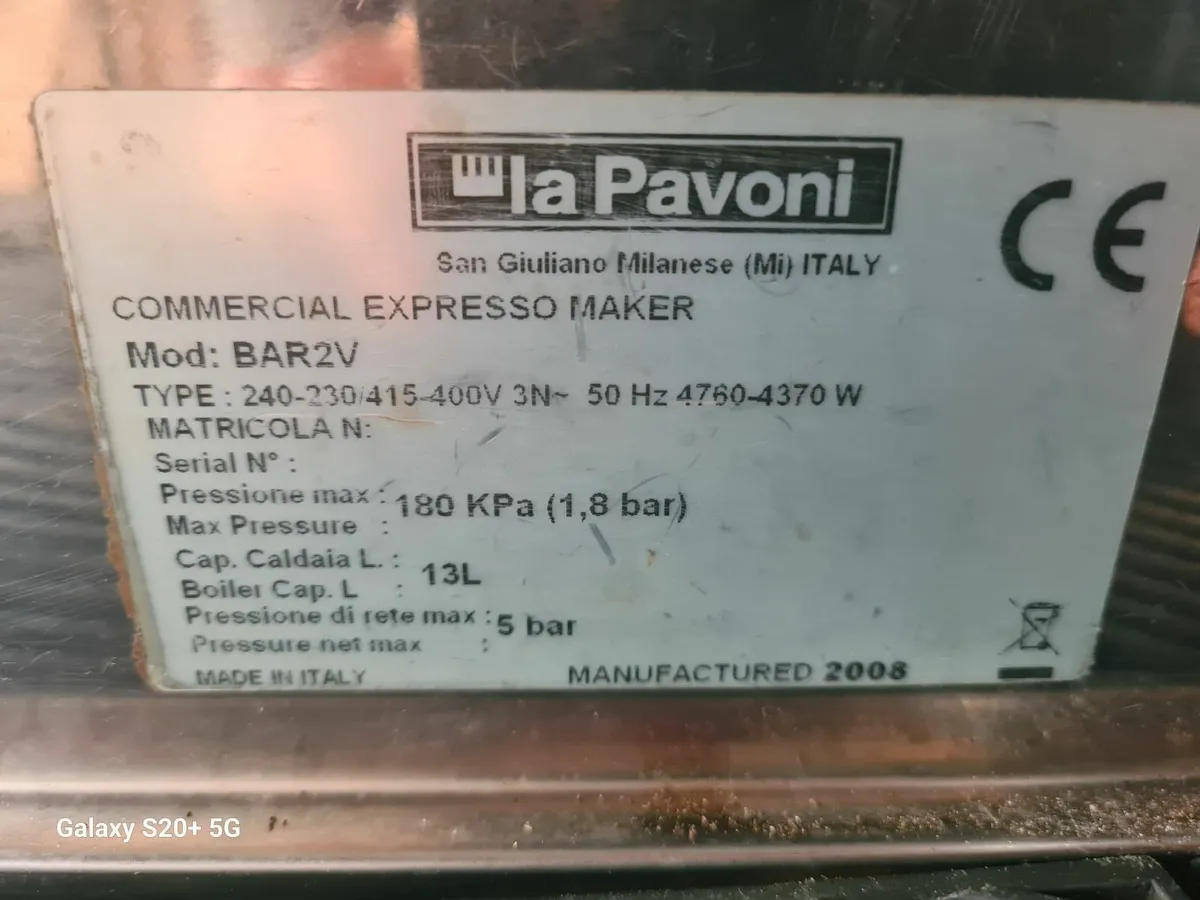 la Pavoni
CE
San Giuliano Milanese (Mi) ITALY
COMMERCIAL EXPRESSO MAKER
Mod: BAR2V
TYPE : 240-230/415-400V 3N~ 50 Hz 4760-4370 W
MATRICOLA N:
Serial N° :
Pressione max :
180 KPa (1,8 bar)
Max Pressure :
Cap. Caldaia L. :
13L
Boiler Cap. L :
Pressione di rete max :
5 bar
Pressure net max :
MADE IN ITALY MANUFACTURED 2008
Galaxy S20+ 5G